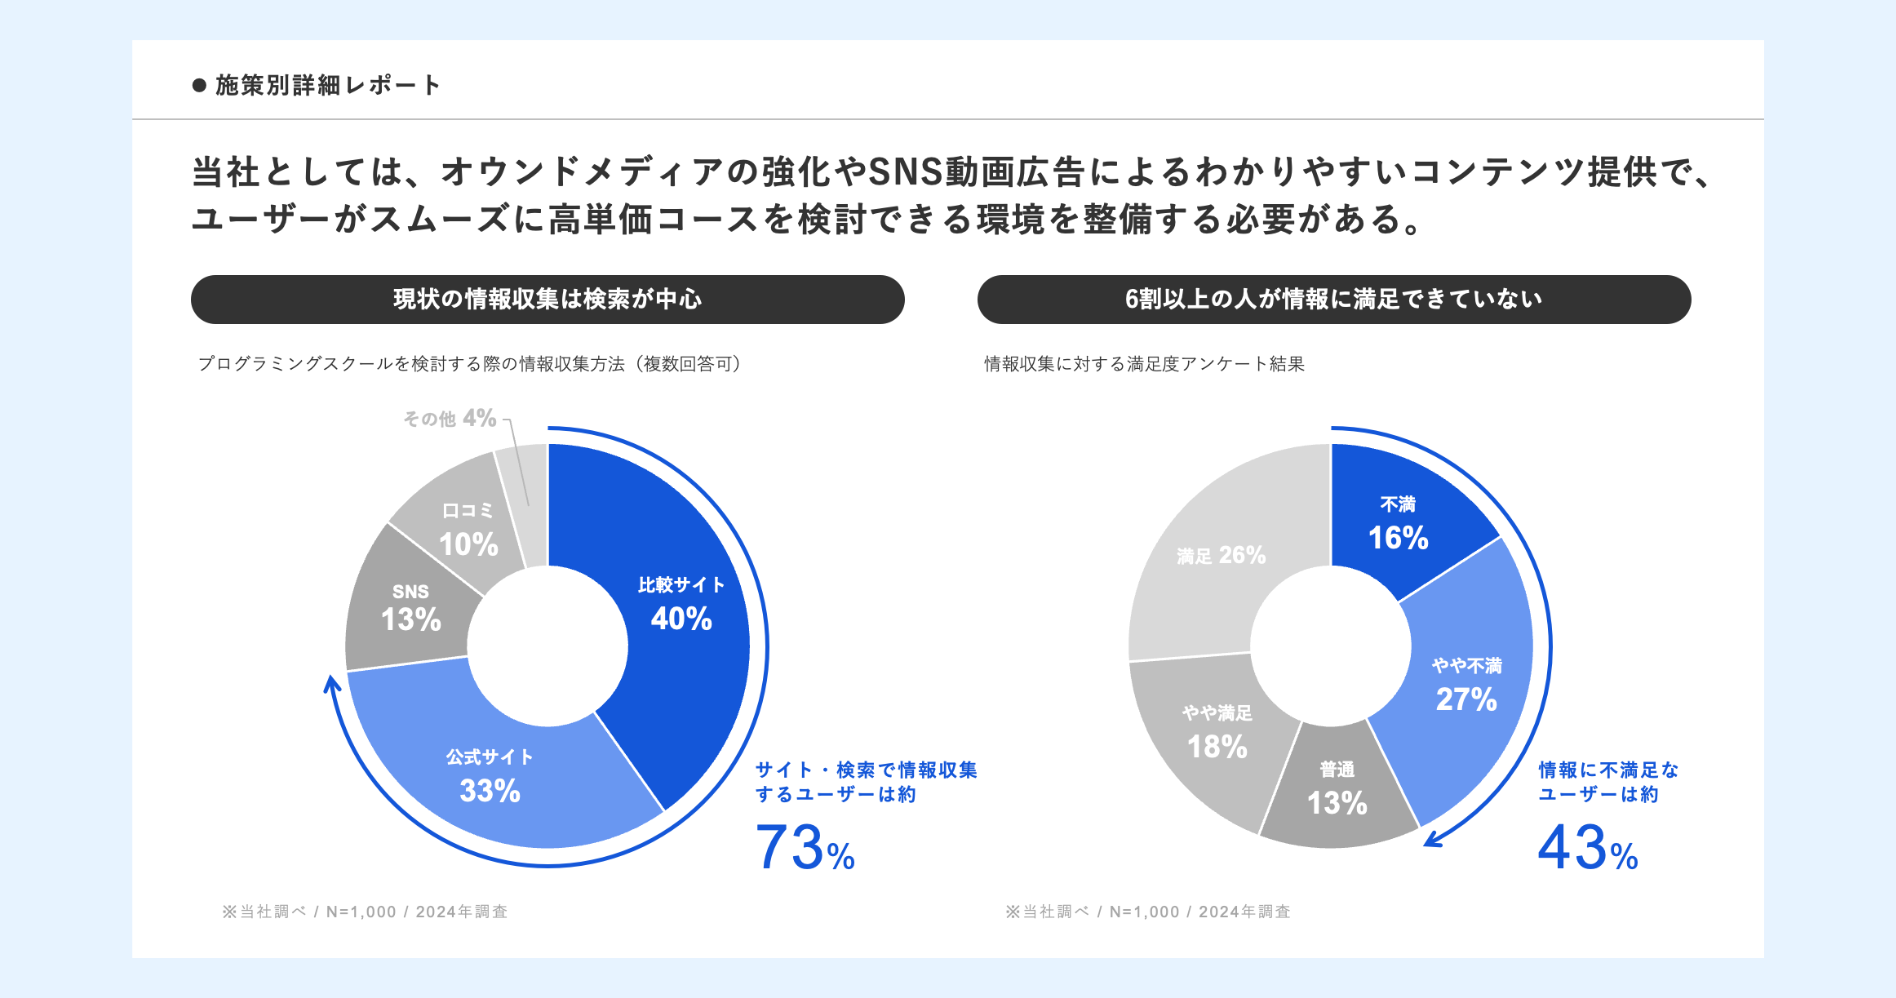 ● 施策別詳細レポート
当社としては、オウンドメディアの強化やSNS動画広告によるわかりやすいコンテンツ提供で、
ユーザーがスムーズに高単価コースを検討できる環境を整備する必要がある。
現状の情報収集は検索が中心
プログラミングスクールを検討する際の情報収集方法（複数回答可）
その他 4%
口コミ
10%
SNS
13%
比較サイト
40%
公式サイト
33%
サイト・検索で情報収集
するユーザーは約
73%
※当社調べ / N=1,000 / 2024年調査
6割以上の人が情報に満足できていない
情報収集に対する満足度アンケート結果
不満
16%
満足 26%
やや不満
27%
やや満足
18%
普通
13%
情報に不満足な
ユーザーは約
43%
※当社調べ / N=1,000 / 2024年調査